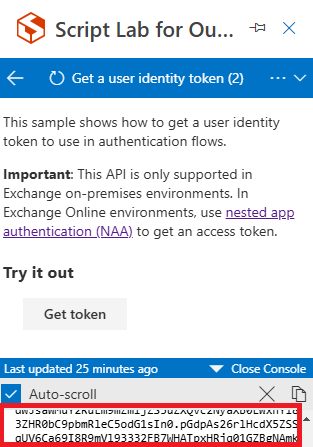 Script Lab for Ou...
Get a user identity token (2)
This sample shows how to get a user identity
token to use in authentication flows.
Important: This API is only supported in
Exchange on-premises environments. In
Exchange Online environments, use nested app
authentication (NAA) to get an access token.
Try it out
Get token
Last updated 25 minutes ago
Close Console
Auto-scroll
3ZHR0bC9pbmR1eC5odG1sIn0.pGdpAs26r1HcdX5ZSS